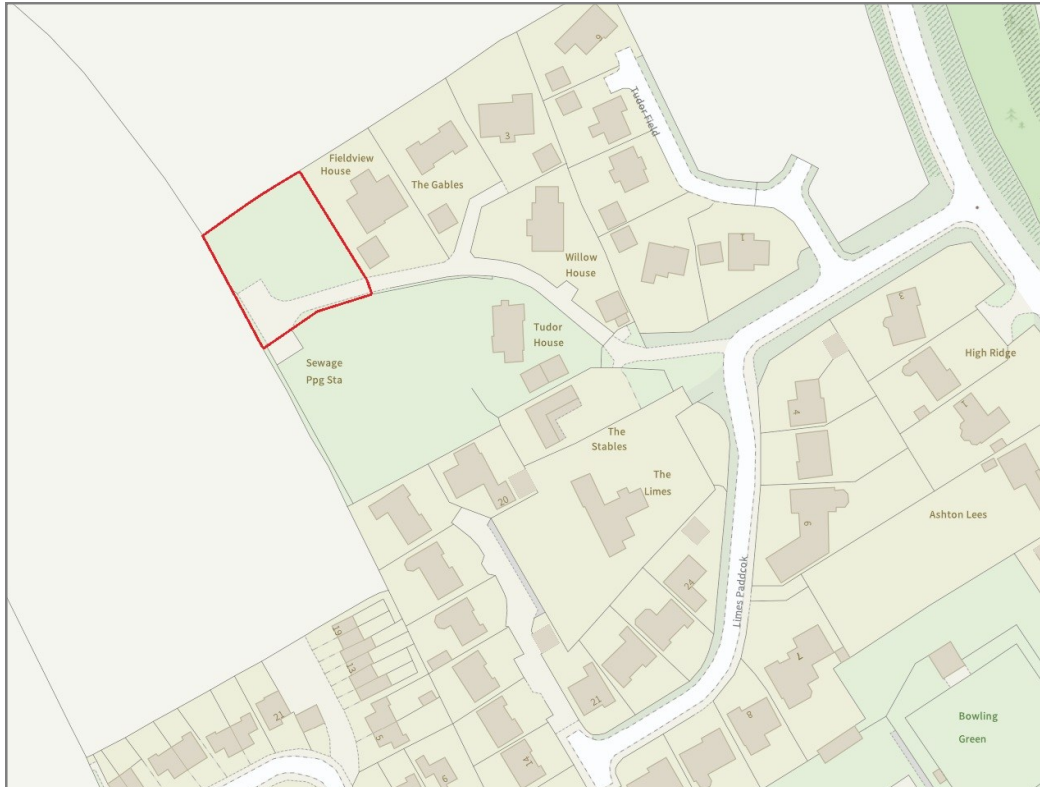 6
Tudor Field
3
Fieldview
House
The Gables
1
Willow
House
3
Tudor
House
High Ridge
Sewage
Ppg Sta
4
1
The
Stables
The
Limes
20
Ashton Lees
6
Limes Paddcok
24
19
13
7
21
21
8
Bowling
Green
5
14
9